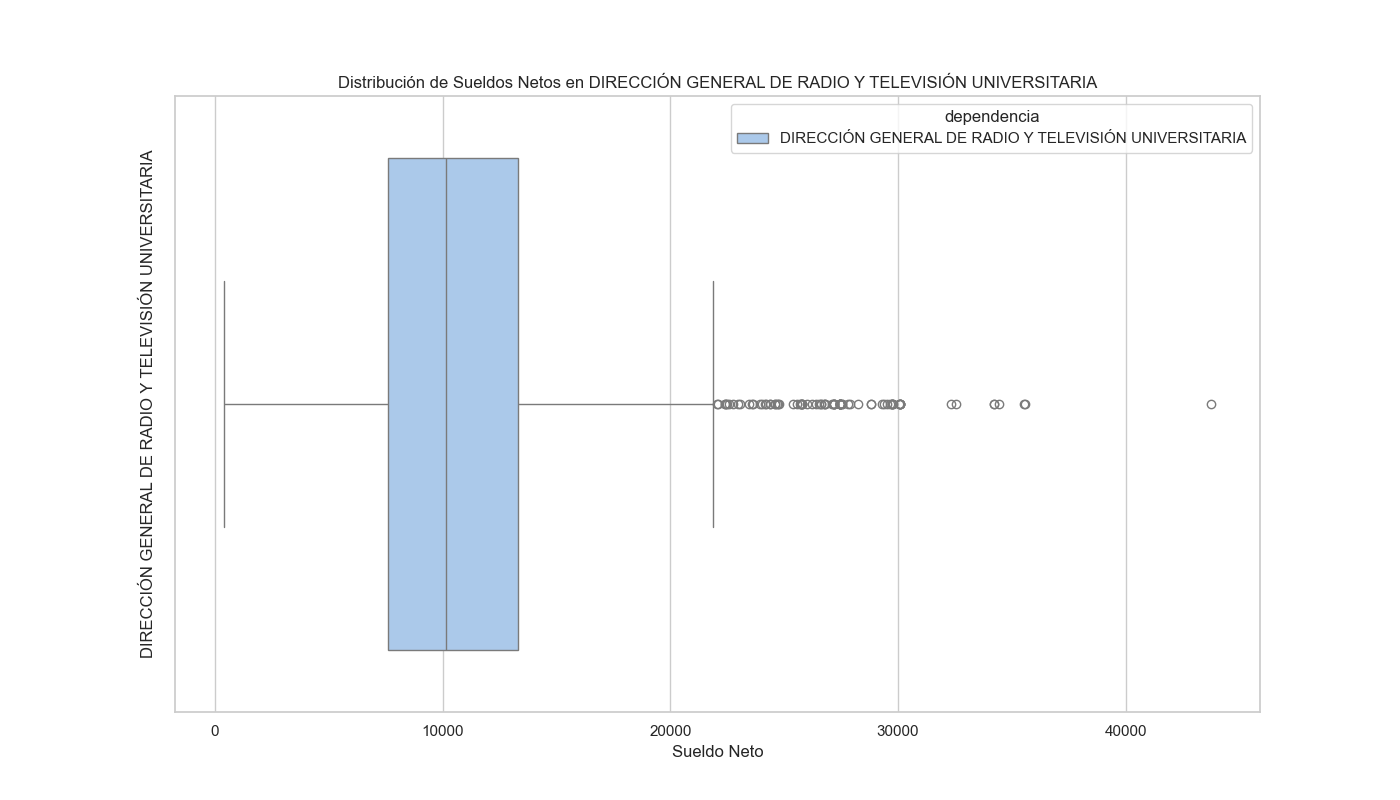 Distribución de Sueldos Netos en DIRECCIÓN GENERAL DE RADIO Y TELEVISIÓN UNIVERSITARIA
dependencia
DIRECCIÓN GENERAL DE RADIO Y TELEVISIÓN UNIVERSITARIA
DIRECCIÓN GENERAL DE RADIO Y TELEVISIÓN UNIVERSITARIA
0
10000
20000
30000
40000
Sueldo Neto